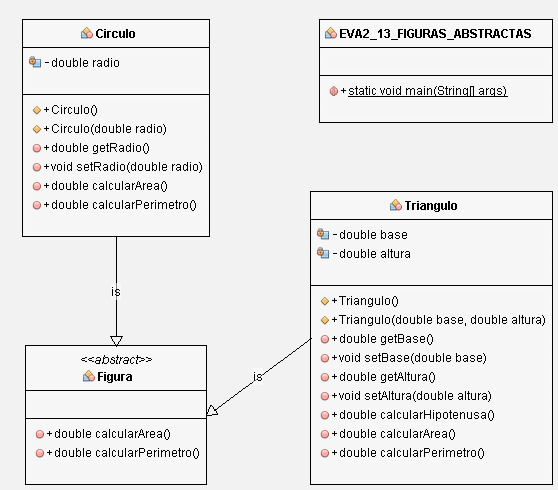 Circulo
- double radio
+ Circulo()
+ Circulo(double radio)
+ double getRadio()
+ void setRadio(double radio)
+ double calcularArea()
+ double calcularPerimetro()
EVA2_13_FIGURAS_ABSTRACTAS
+ static void main(String[] args)
Triangulo
- double base
- double altura
+ Triangulo()
+ Triangulo(double base, double altura)
+ double getBase()
+ void setBase(double base)
+ double getAltura()
+ void setAltura(double altura)
+ double calcularHipotenusa()
+ double calcularArea()
+ double calcularPerimetro()
is
is
<<abstract>>
Figura
+ double calcularArea()
+ double calcularPerimetro()